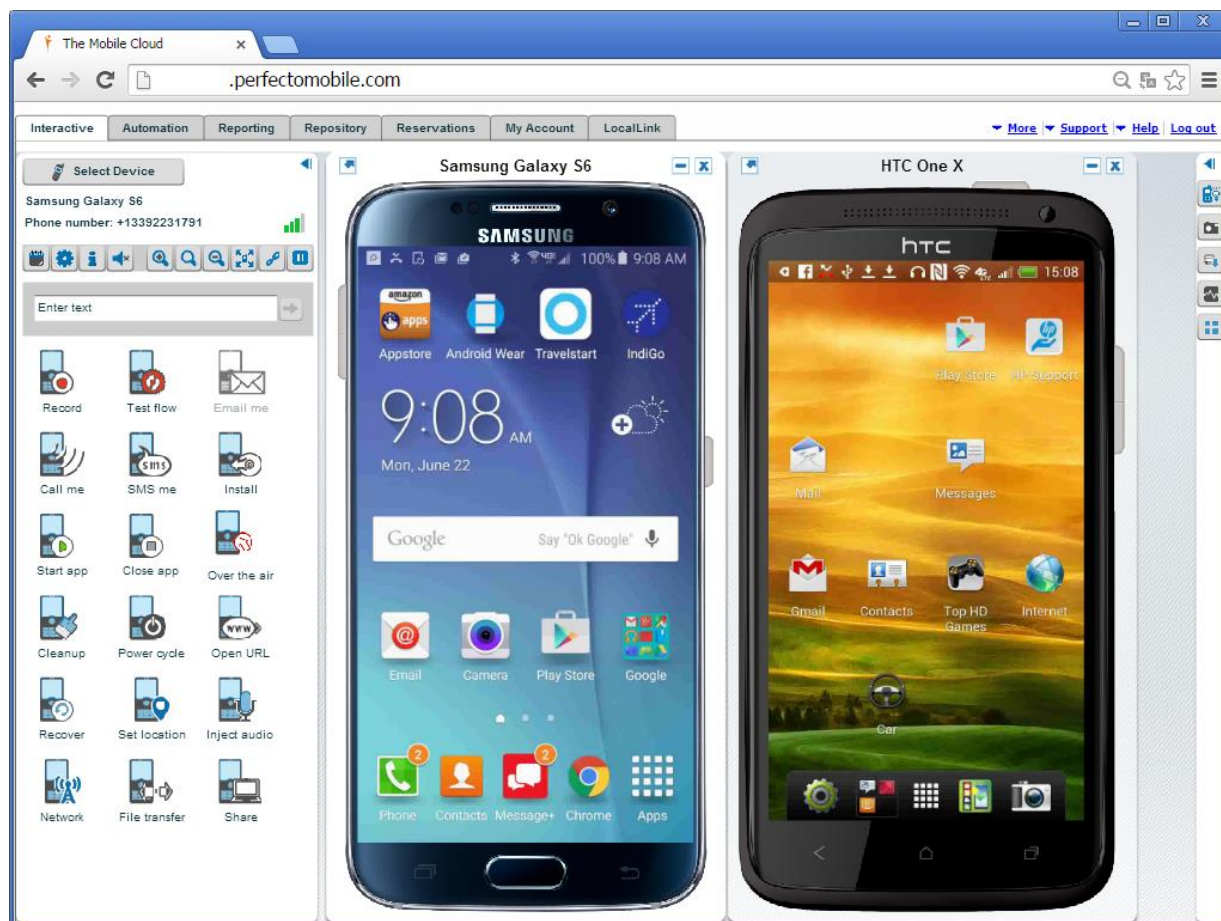 The Mobile Cloud
.perfectomobile.com
Interactive Automation Reporting Repository Reservations My Account LocalLink More Support Help Log out
Select Device
Samsung Galaxy S6
Phone number: +13392231791
Enter text
Record Test flow Email me
Call me SMS me Install
Start app Close app Over the air
Cleanup Power cycle Open URL
Recover Set location Inject audio
Network File transfer Share
Samsung Galaxy S6
SAMSUNG
100% 9:08 AM
amazon
apps
Appstore Android Wear Travelstart IndiGo
9:08 AM
Mon, June 22
Google Say "Ok Google"
Email Camera Play Store Google
2 2
Phone Contacts Message+ Chrome Apps
HTC One X
hTC
15:08
Play Store HP Support
Mail Messages
Gmail Contacts Top HD Games Internet
Car